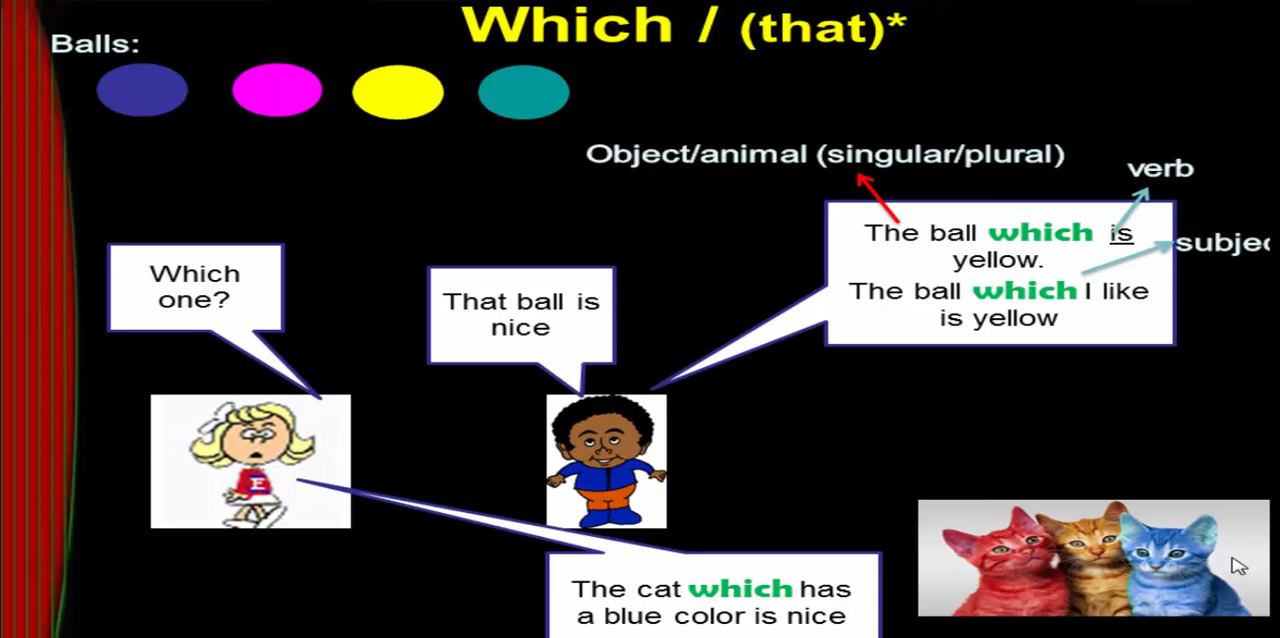 Which / (that)*
Balls:
Object/animal (singular/plural)
verb
The ball which is
yellow.
The ball which I like
is yellow
subjec
Which
one?
That ball is
nice
E
The cat which has
a blue color is nice